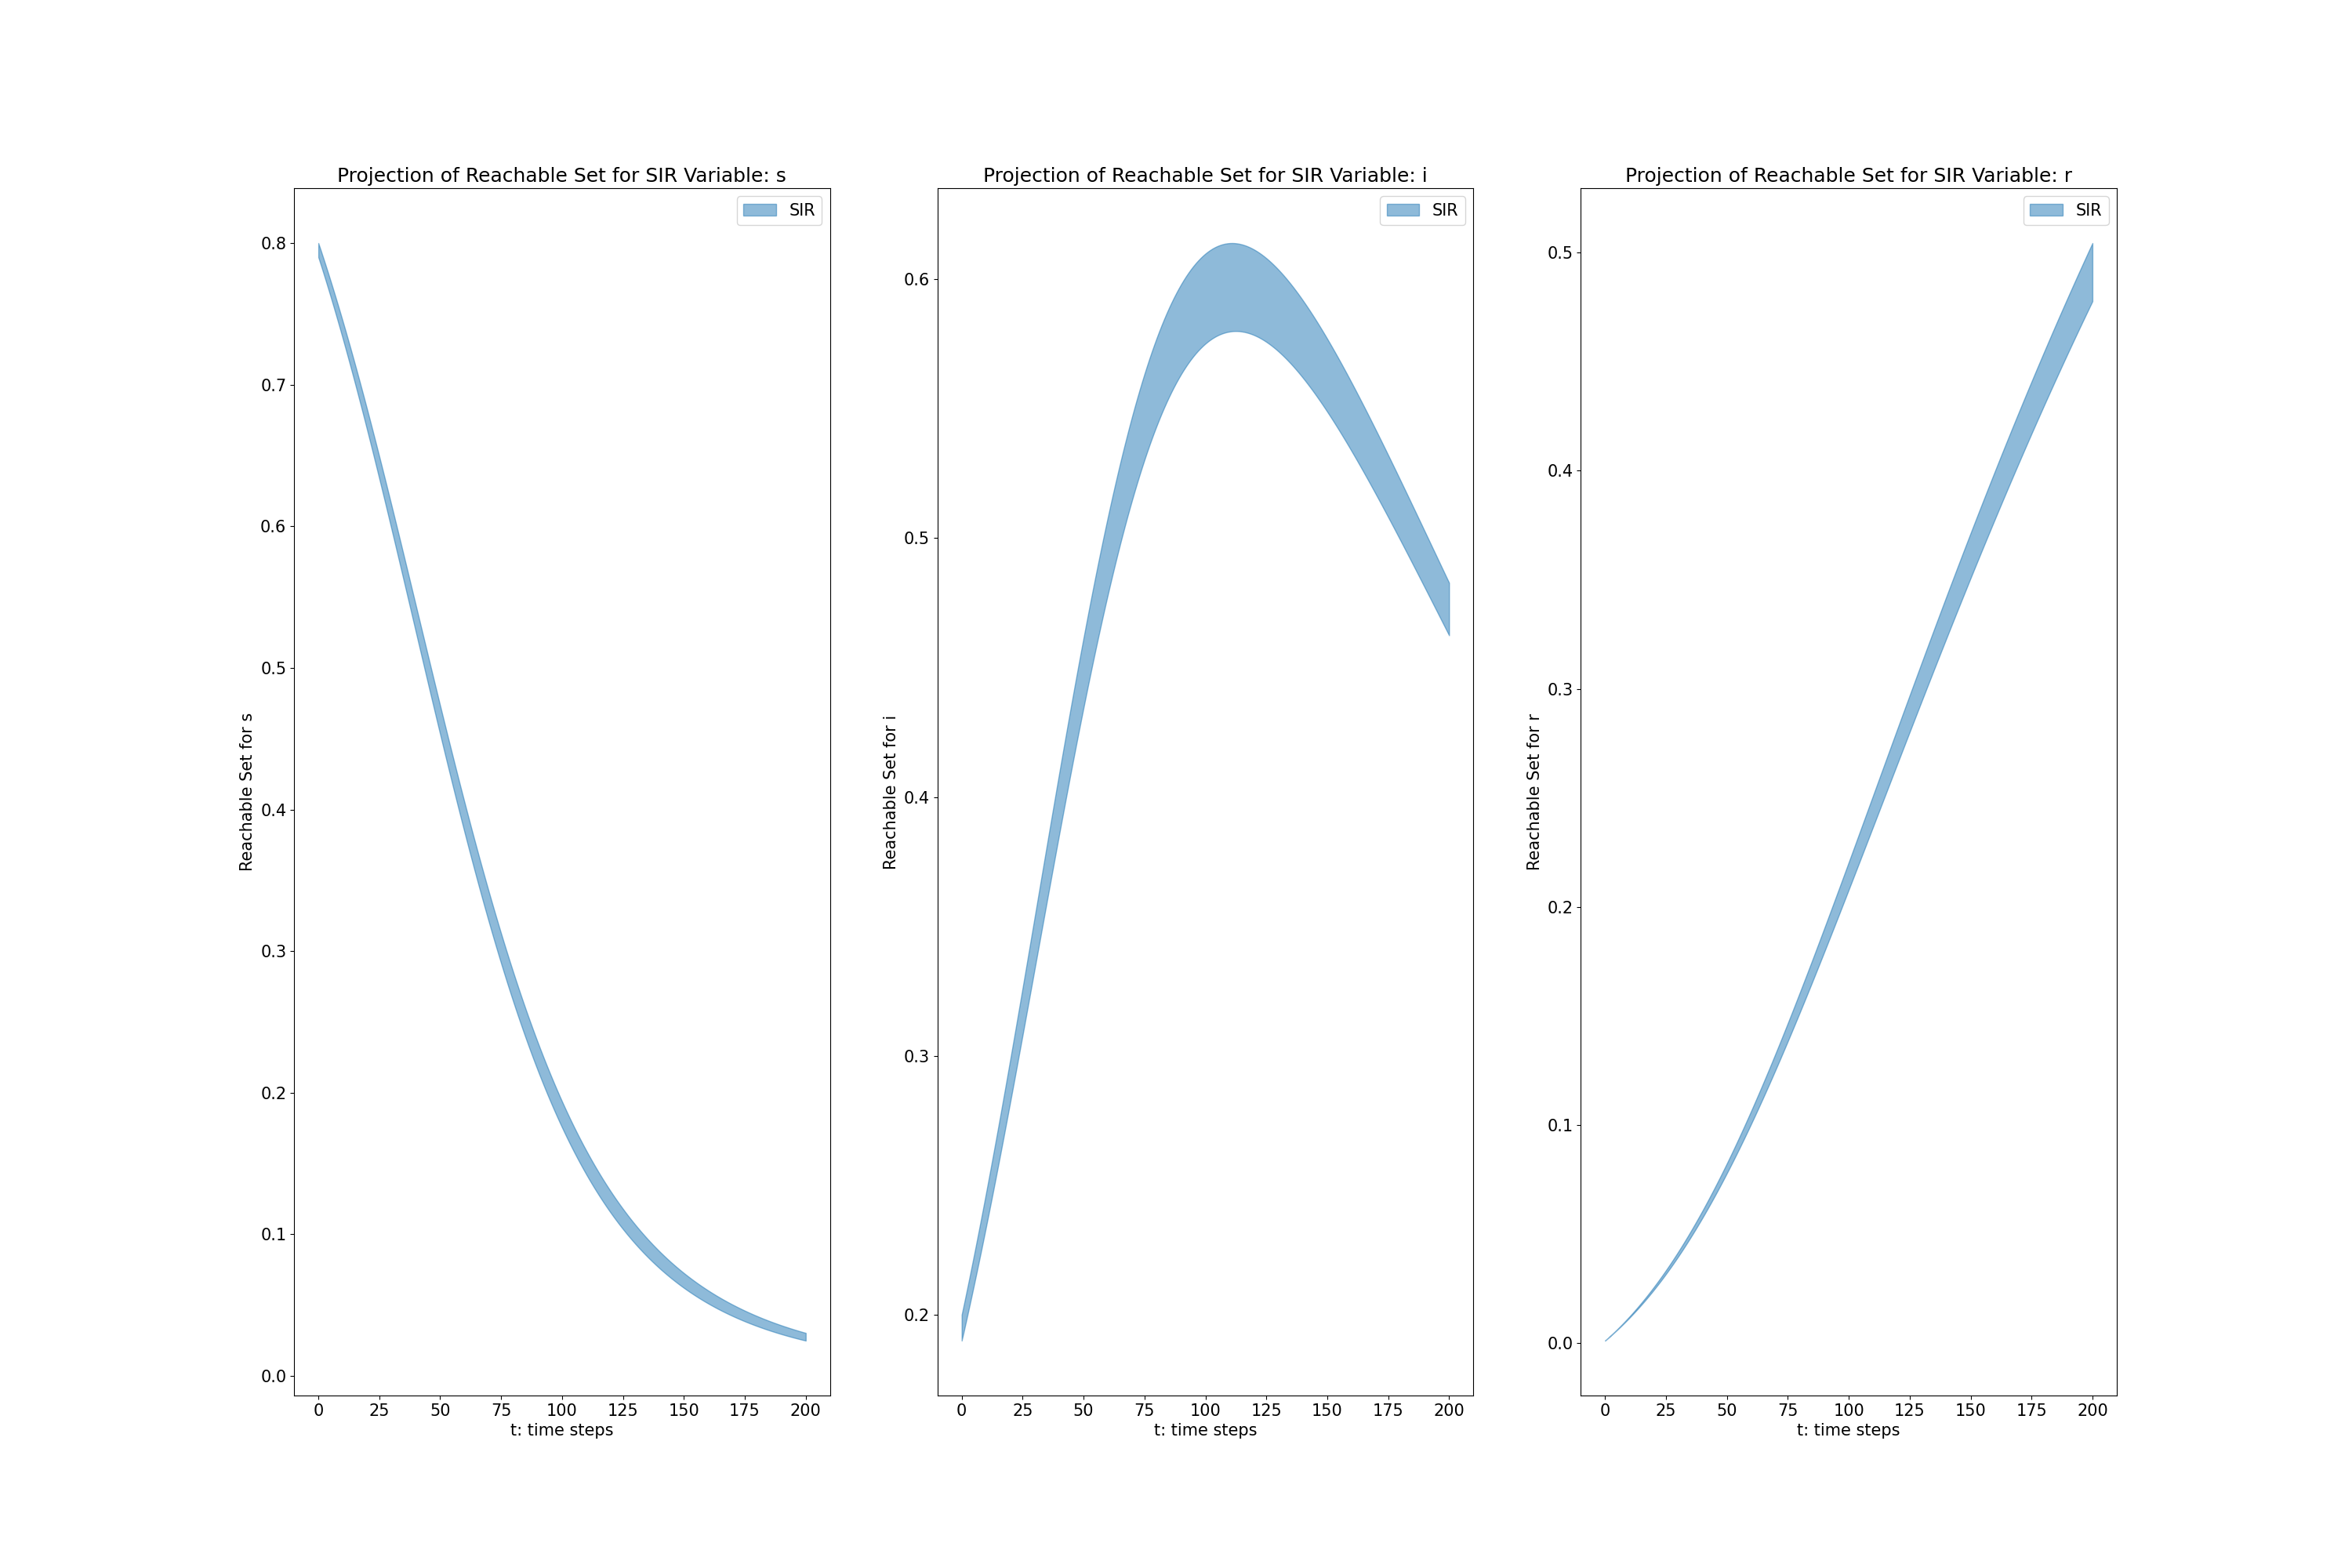 Projection of Reachable Set for SIR Variable: s
SIR
0.8
0.7
0.6
0.5
0.4
0.3
0.2
0.1
0.0
Reachable Set for s
0 25 50 75 100 125 150 175 200
t: time steps
Projection of Reachable Set for SIR Variable: i
SIR
0.6
0.5
0.4
0.3
0.2
Reachable Set for i
0 25 50 75 100 125 150 175 200
t: time steps
Projection of Reachable Set for SIR Variable: r
SIR
0.5
0.4
0.3
0.2
0.1
0.0
Reachable Set for r
0 25 50 75 100 125 150 175 200
t: time steps